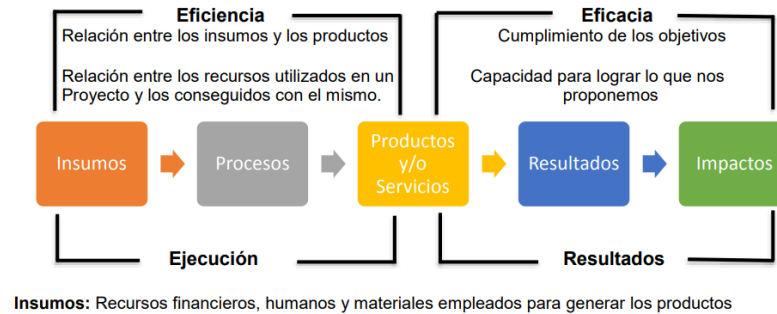 Eficiencia
Relación entre los insumos y los productos
Relación entre los recursos utilizados en un
Proyecto y los conseguidos con el mismo.
Eficacia
Cumplimiento de los objetivos
Capacidad para lograr lo que nos
proponemos
Insumos
Procesos
Productos
y/o
Servicios
Resultados
Impactos
Ejecución
Resultados
Insumos: Recursos financieros, humanos y materiales empleados para generar los productos